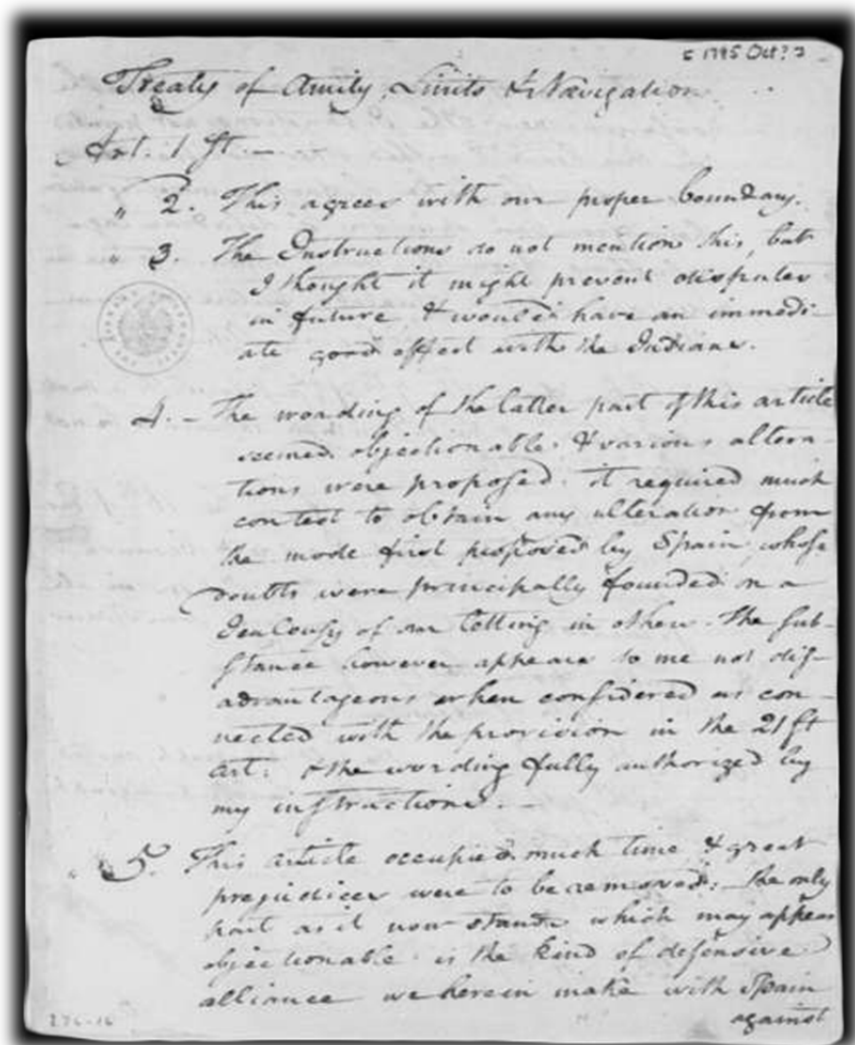 c 1795 Oct? ?
Treaty of Amity, Limits & Navigation
Art. 1 st. —
" 2. This agrees with our proper boundary.
" 3. The Instructions do not mention this, but
I thought it might prevent disputes
in future, & would have an immedi-
ate good effect with the Indians.
4. - The wording of the latter part of this article
seemed objectionable. & various altera-
tions were proposed. it required much
contest to obtain any alteration from
the mode first proposed by Spain, whose
doubts were principally founded on a
Jealousy of our letting in others. The sub-
stance however appears to me not dis-
advantageous when considered as con-
nected with the provision in the 21st
art: & the wording fully authorized by
my instructions. -
" 5. This article occupied much time & great
prejudices were to be removed: the only
part as it now stands which may appear
objectionable is the kind of defensive
alliance we herein make with Spain
against
276-16